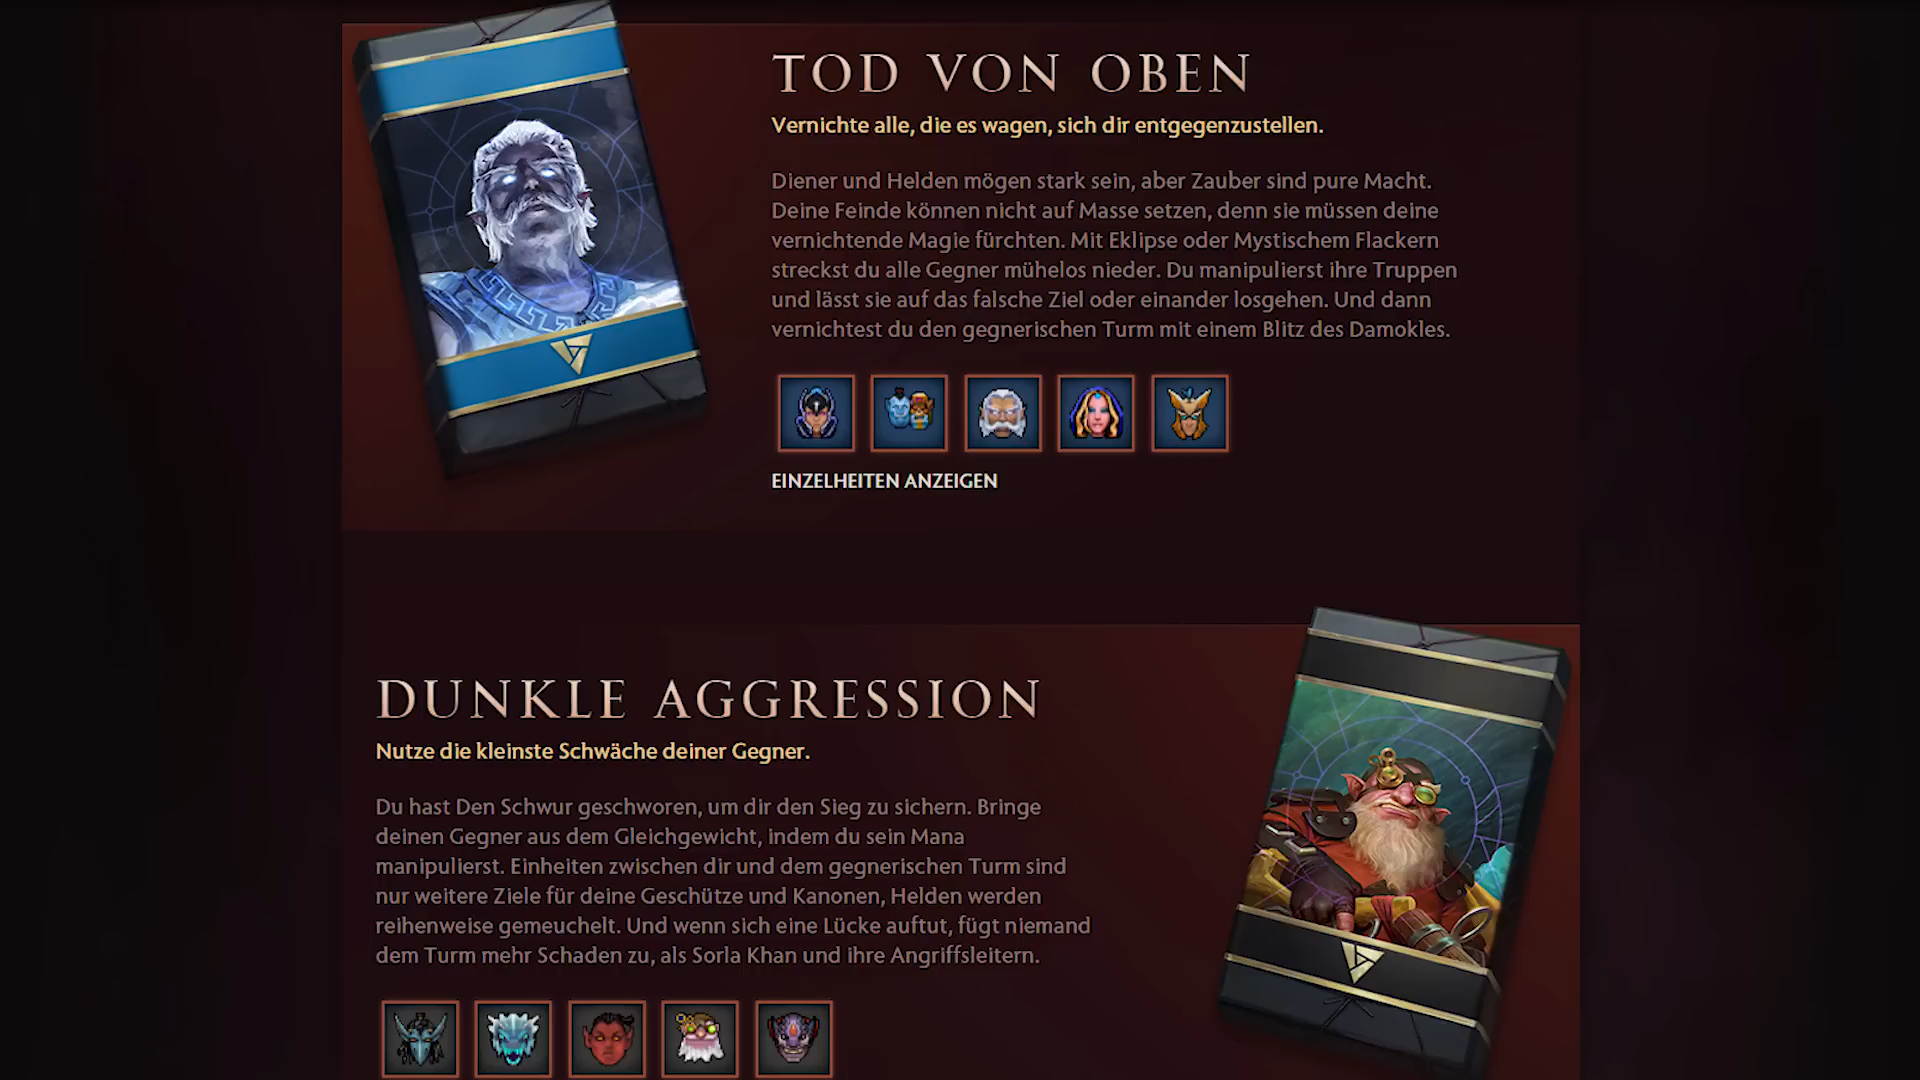 TOD VON OBEN
Vernichte alle, die es wagen, sich dir entgegenzustellen.
Diener und Helden mögen stark sein, aber Zauber sind pure Macht.
Deine Feinde können nicht auf Masse setzen, denn sie müssen deine
vernichtende Magie fürchten. Mit Eklipse oder Mystischem Flackern
streckst du alle Gegner mühelos nieder. Du manipulierst ihre Truppen
und lässt sie auf das falsche Ziel oder einander losgehen. Und dann
vernichtest du den gegnerischen Turm mit einem Blitz des Damokles.
EINZELHEITEN ANZEIGEN
DUNKLE AGGRESSION
Nutze die kleinste Schwäche deiner Gegner.
Du hast Den Schwur geschworen, um dir den Sieg zu sichern. Bringe
deinen Gegner aus dem Gleichgewicht, indem du sein Mana
manipulierst. Einheiten zwischen dir und dem gegnerischen Turm sind
nur weitere Ziele für deine Geschütze und Kanonen, Helden werden
reihenweise gemeuchelt. Und wenn sich eine Lücke auftut, fügt niemand
dem Turm mehr Schaden zu, als Sorla Khan und ihre Angriffsleitern.